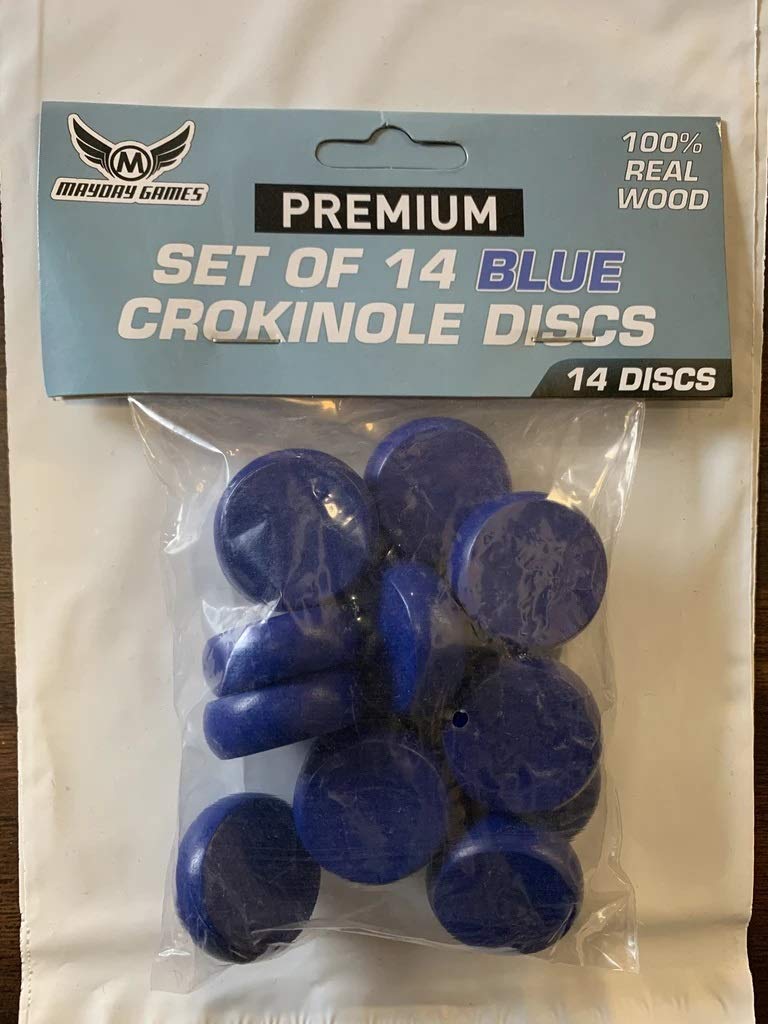 M
MAYDAY GAMES
100%
REAL
WOOD
PREMIUM
SET OF 14 BLUE
CROKINOLE DISCS
14 DISCS